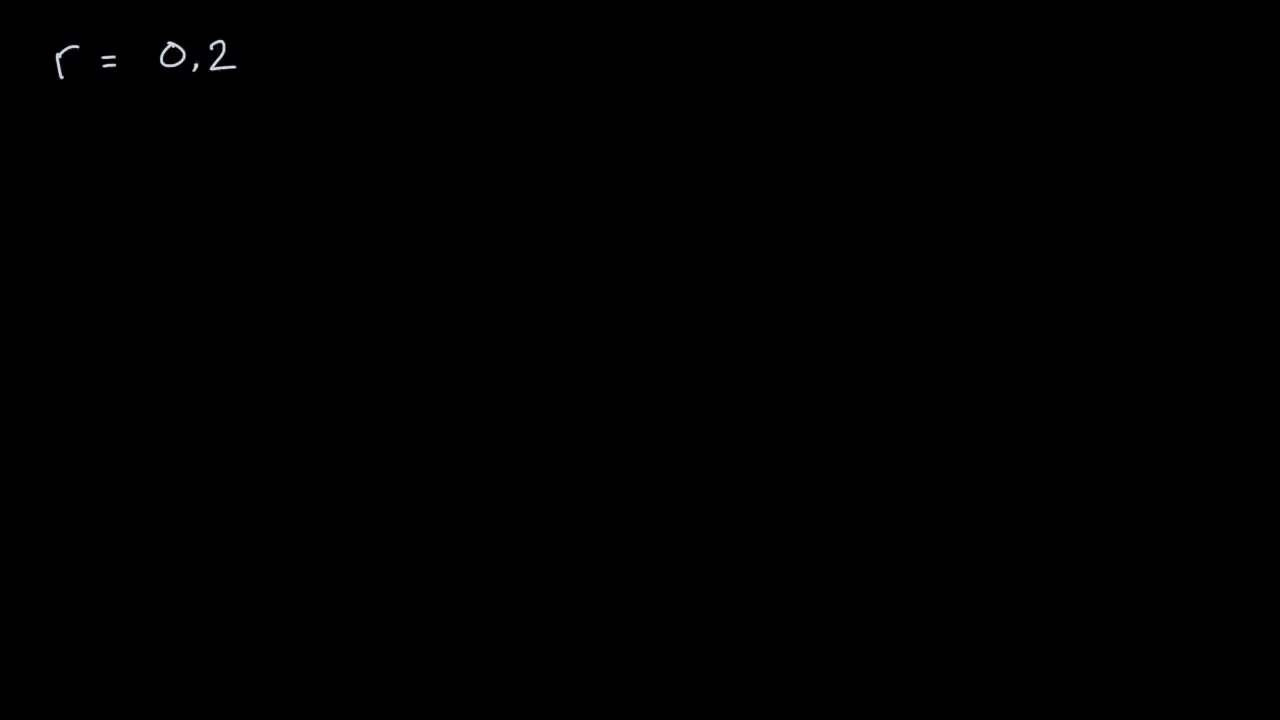 r = 0,2